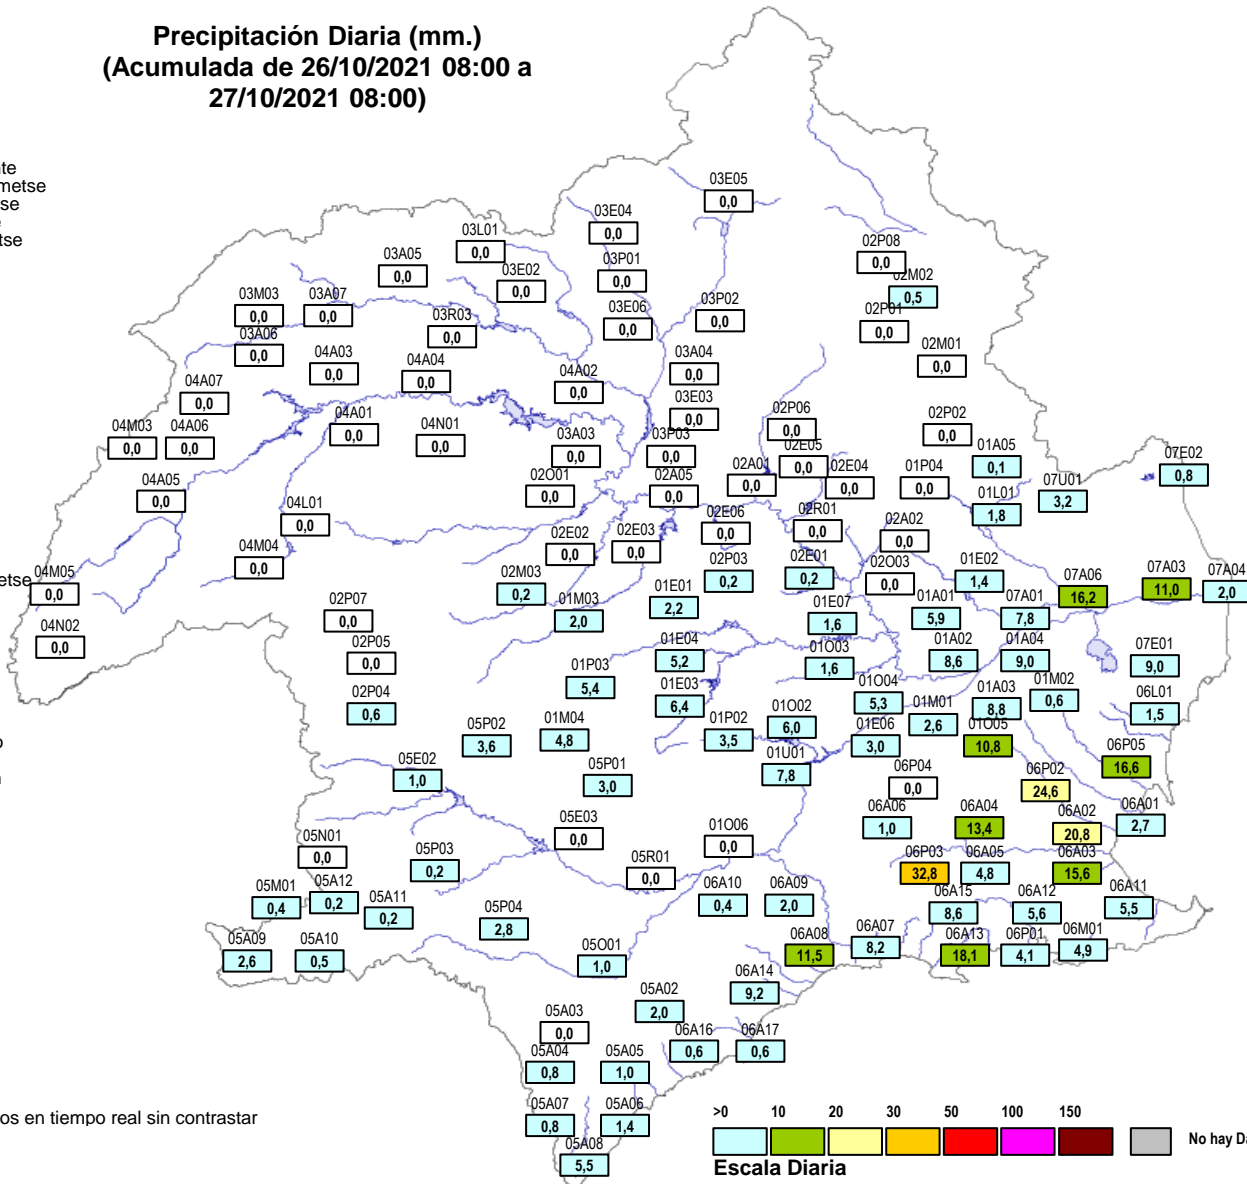 Precipitación Diaria (mm.)
(Acumulada de 26/10/2021 08:00 a
27/10/2021 08:00)
03E05
0,0
03E04
0,0
03L01
0,0
03A05
0,0
03E02
0,0
03P01
0,0
02P08
0,0
02M02
0,5
03M03
0,0
03A07
0,0
03R03
0,0
03E06
0,0
03P02
0,0
02P01
0,0
03A06
0,0
04A03
0,0
04A04
0,0
04A02
0,0
03A04
0,0
02M01
0,0
04A07
0,0
03E03
0,0
04M03
0,0
04A06
0,0
04A01
0,0
04N01
0,0
03A03
0,0
03P03
0,0
02P06
0,0
02P02
0,0
02E05
0,0
01A05
0,1
07E02
0,8
04A05
0,0
02O01
0,0
02A05
0,0
02A01
0,0
02E04
0,0
01P04
0,0
01L01
1,8
07U01
3,2
04L01
0,0
02E02
0,0
02E03
0,0
02E06
0,0
02R01
0,0
02A02
0,0
04M04
0,0
04M05
0,0
02M03
0,2
01M03
2,0
01E01
2,2
02P03
0,2
02E01
0,2
02O03
0,0
01E02
1,4
07A06
16,2
07A03
11,0
07A04
2,0
04N02
0,0
02P07
0,0
01E07
1,6
01A01
5,9
07A01
7,8
02P05
0,0
01P03
5,4
01E04
5,2
01O03
1,6
01A02
8,6
01A04
9,0
07E01
9,0
02P04
0,6
01E03
6,4
01O04
5,3
01A03
8,8
01M02
0,6
06L01
1,5
05P02
3,6
01M04
4,8
01P02
3,5
01O02
6,0
01E06
3,0
01M01
2,6
01O05
10,8
06P05
16,6
05E02
1,0
05P01
3,0
01U01
7,8
06P04
0,0
06P02
24,6
05N01
0,0
05P03
0,2
05E03
0,0
01O06
0,0
06A06
1,0
06A04
13,4
06A02
20,8
06A01
2,7
05R01
0,0
06P03
32,8
06A05
4,8
06A03
15,6
05M01
0,4
05A12
0,2
05A11
0,2
05P04
2,8
06A10
0,4
06A09
2,0
06A15
8,6
06A12
5,6
06A11
5,5
05A09
2,6
05A10
0,5
05O01
1,0
06A08
11,5
06A07
8,2
06A13
18,1
06P01
4,1
06M01
4,9
05A02
2,0
06A14
9,2
05A03
0,0
06A16
0,6
06A17
0,6
05A04
0,8
05A05
1,0
05A07
0,8
05A06
1,4
05A08
5,5
os en tiempo real sin contrastar
>0 10 20 30 50 100 150
No hay Da
Escala Diaria